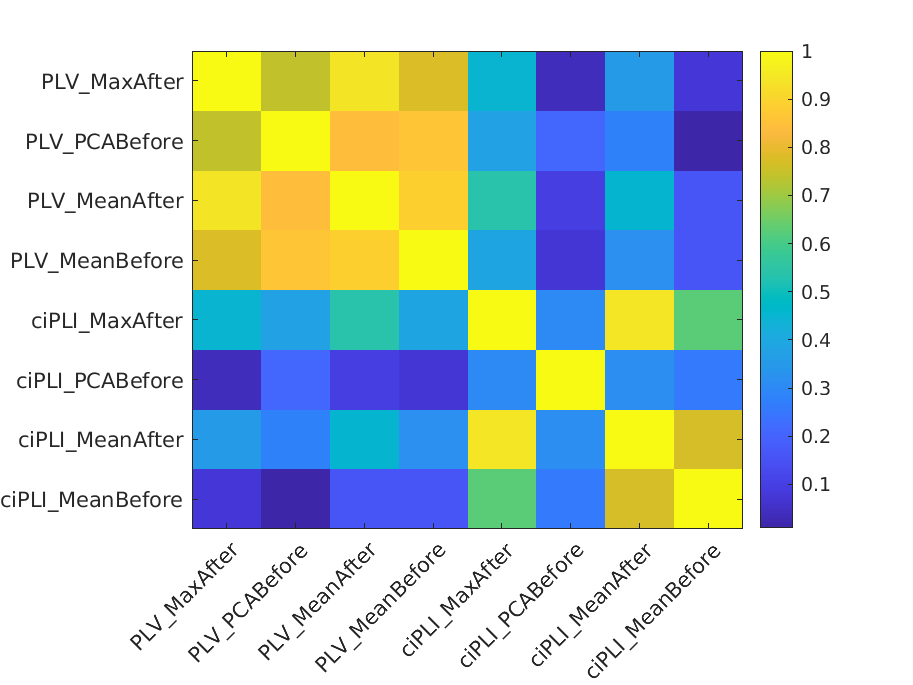 PLV_MaxAfter
PLV_PCABefore
PLV_MeanAfter
PLV_MeanBefore
ciPLI_MaxAfter
ciPLI_PCABefore
ciPLI_MeanAfter
ciPLI_MeanBefore
PLV_MaxAfter
PLV_PCABefore
PLV_MeanAfter
PLV_MeanBefore
ciPLI_MaxAfter
ciPLI_PCABefore
ciPLI_MeanAfter
ciPLI_MeanBefore
1
0.9
0.8
0.7
0.6
0.5
0.4
0.3
0.2
0.1